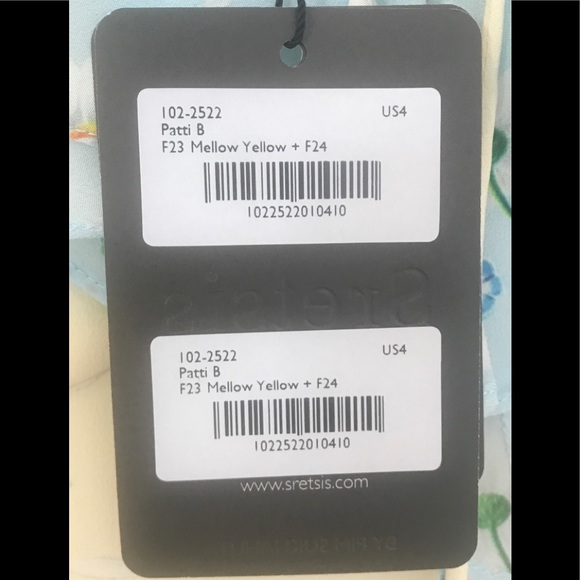 102-2522 US4
Patti B
F23 Mellow Yellow + F24
1022522010410
Sretsis
102-2522 US4
Patti B
F23 Mellow Yellow + F24
1022522010410
www.sretsis.com